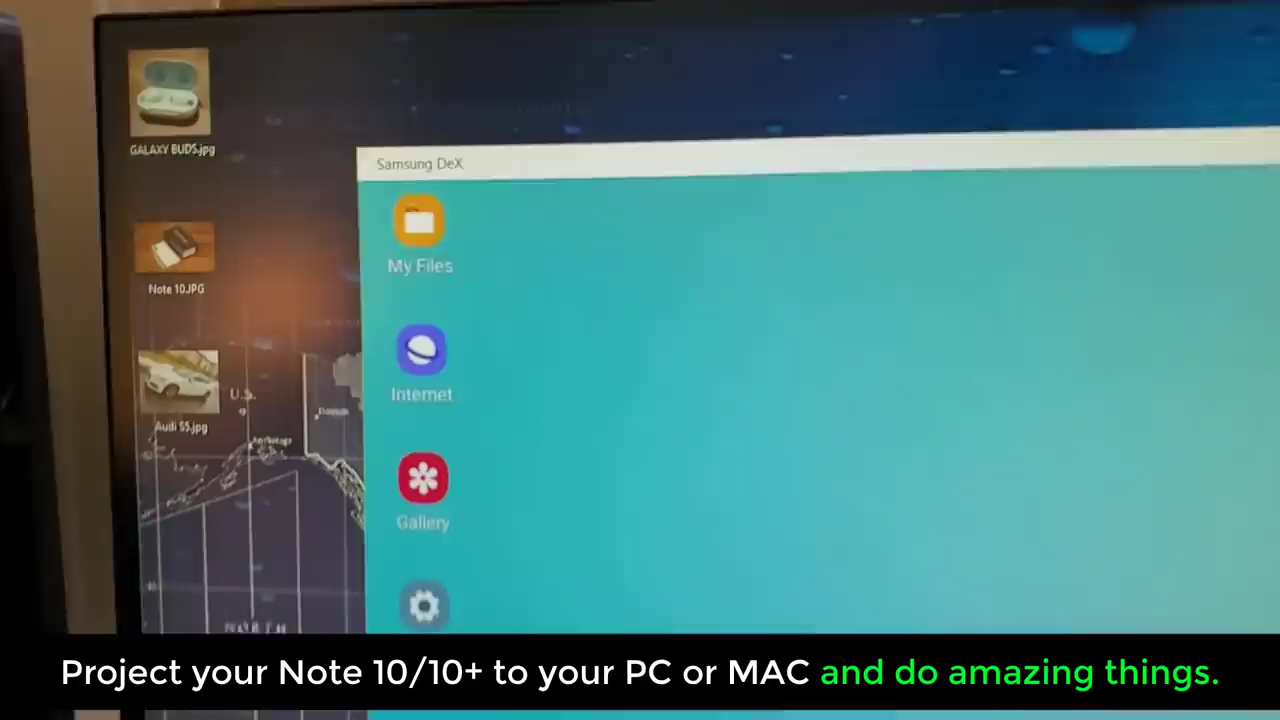 GALAXY BUDS.jpg
Samsung DeX
My Files
Note 10.JPG
Internet
U.S.
Audi S5.jpg
Gallery
Project your Note 10/10+ to your PC or MAC and do amazing things.